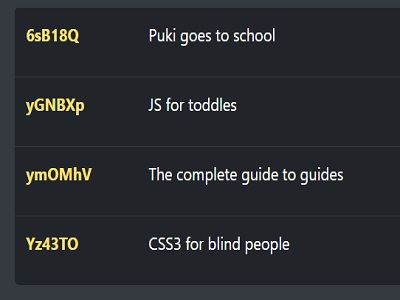 6sB18Q Puki goes to school
yGNBXp JS for toddles
ymOMhV The complete guide to guides
Yz43TO CSS3 for blind people